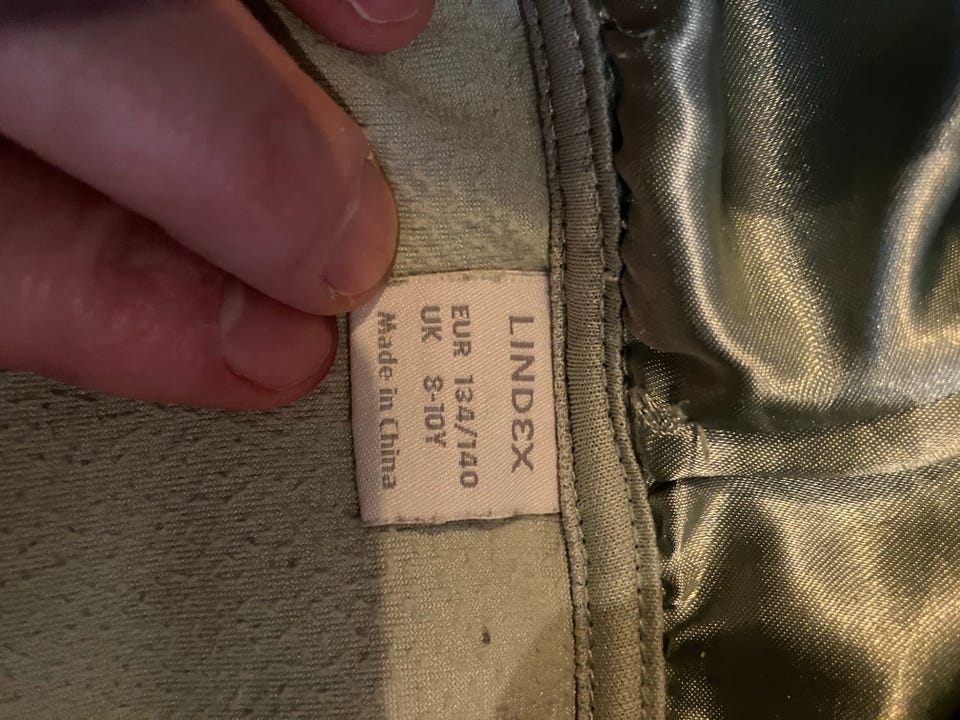 LINDEX
EUR 134/140
UK 8-10Y
Made in China